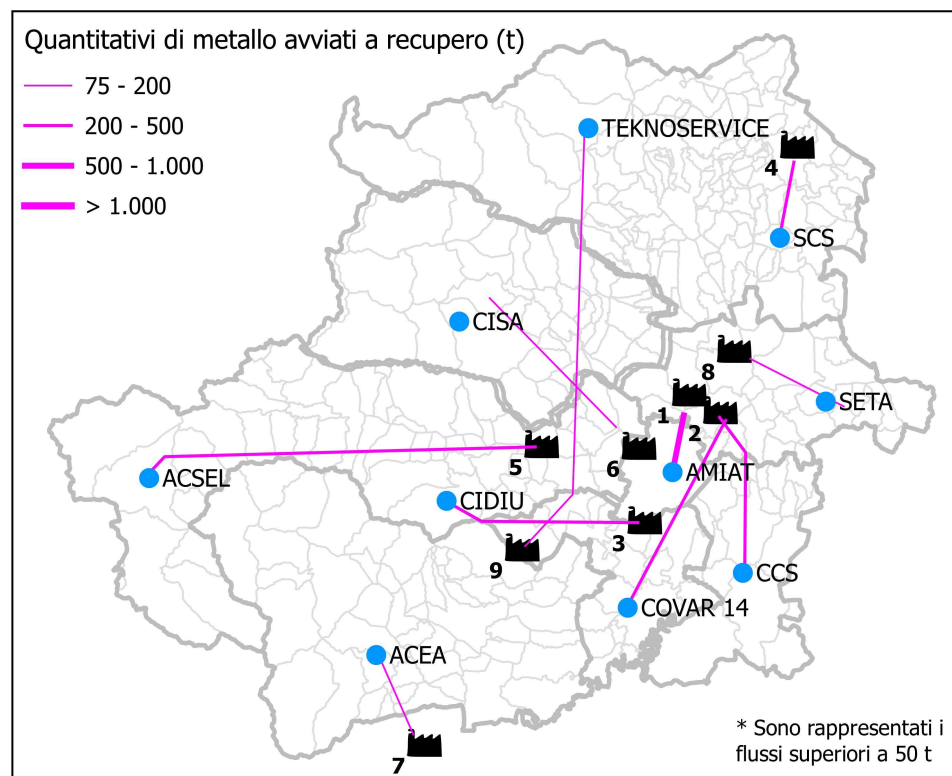 Quantitativi di metallo avviati a recupero (t)
75 - 200
200 - 500
500 - 1.000
> 1.000
TEKNOSERVICE
4
SCS
CISA
8
SETA
1
2
5
6
AMIAT
ACSEL
CIDIU
3
9
CCS
COVAR 14
ACEA
7
* Sono rappresentati i
flussi superiori a 50 t